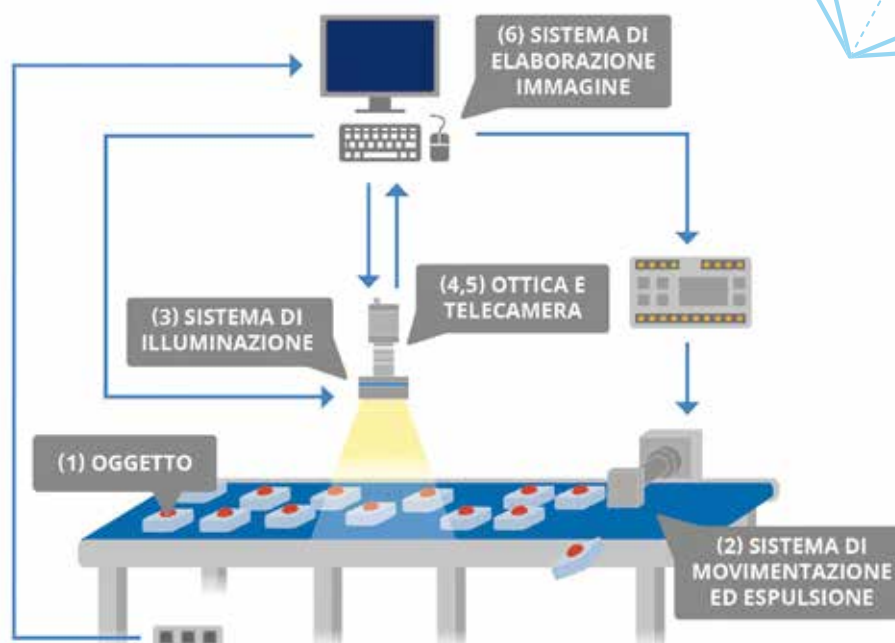 (6) SISTEMA DI
ELABORAZIONE
IMMAGINE
(4,5) OTTICA E
TELECAMERA
(3) SISTEMA DI
ILLUMINAZIONE
(1) OGGETTO
(2) SISTEMA DI
MOVIMENTAZIONE
ED ESPULSIONE